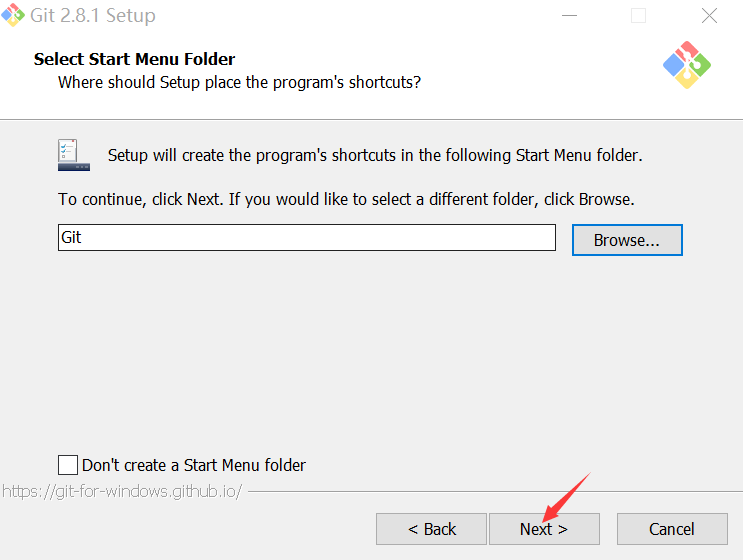 Git 2.8.1 Setup
Select Start Menu Folder
Where should Setup place the program's shortcuts?
Setup will create the program's shortcuts in the following Start Menu folder.
To continue, click Next. If you would like to select a different folder, click Browse.
Git
Browse...
Don't create a Start Menu folder
https://git-for-windows.github.io/
< Back
Next >
Cancel